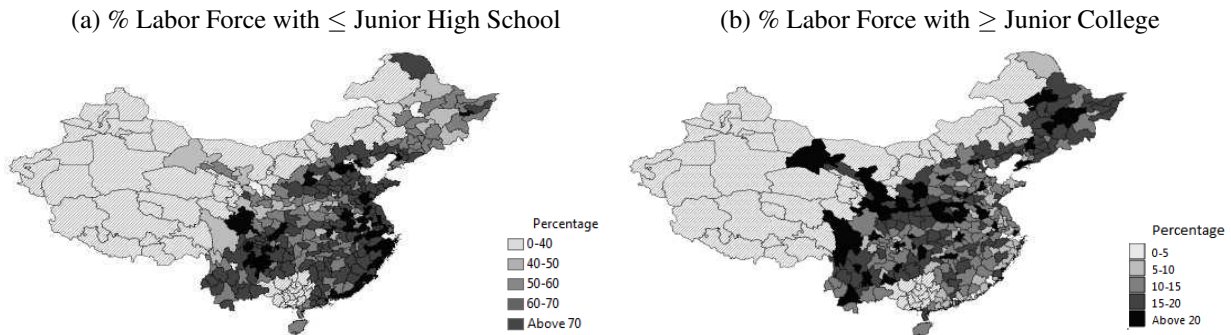 (a) % Labor Force with ≤ Junior High School
(b) % Labor Force with ≥ Junior College
Percentage
0-40
40-50
50-60
60-70
Above 70
Percentage
0-5
5-10
10-15
15-20
Above 20